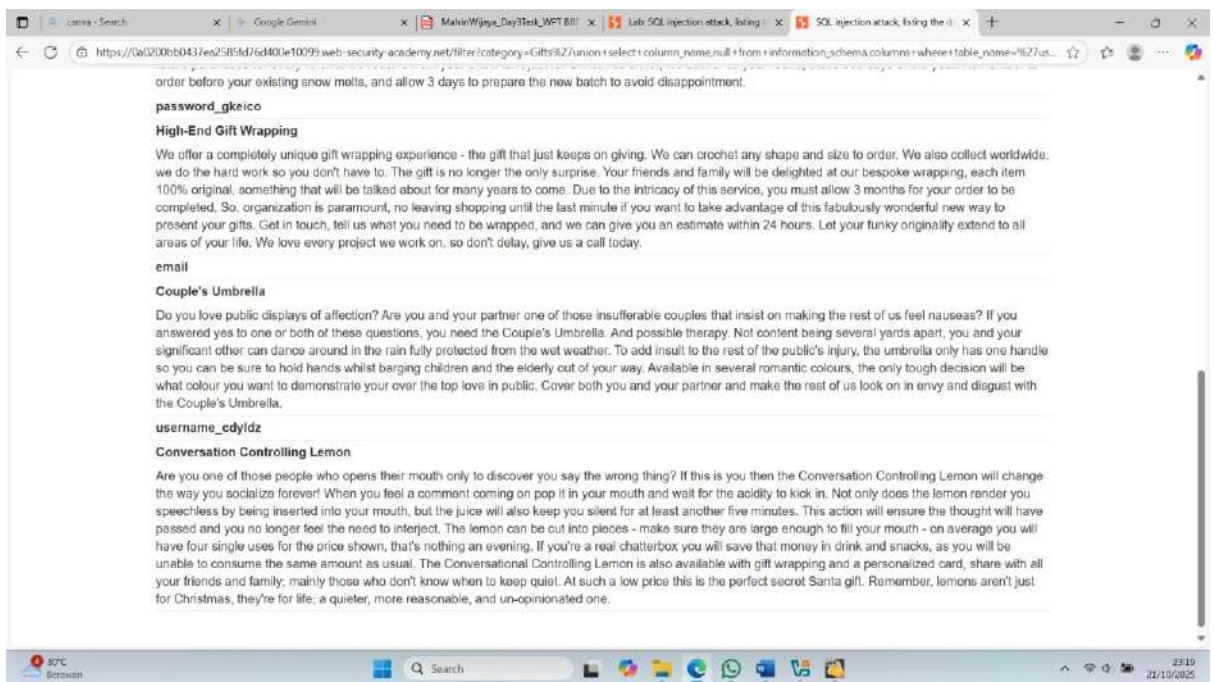 canva - Search
Google Gemini
MalvinWijaya_Day3Task_WPT BBI
Lab: SQL injection attack, listing t
SQL injection attack, listing the d
https://0a0200bb0437ea2585fd76d400e10099.web-security-academy.net/filter?category=Gifts%27union+select+column_name,null+from+information_schema.columns+where+table_name=%27us...
order before your existing snow melts, and allow 3 days to prepare the new batch to avoid disappointment.
password_gkeico
High-End Gift Wrapping
We offer a completely unique gift wrapping experience - the gift that just keeps on giving. We can crochet any shape and size to order. We also collect worldwide,
we do the hard work so you don't have to. The gift is no longer the only surprise. Your friends and family will be delighted at our bespoke wrapping, each item
100% original, something that will be talked about for many years to come. Due to the intricacy of this service, you must allow 3 months for your order to be
completed. So. organization is paramount, no leaving shopping until the last minute if you want to take advantage of this fabulously wonderful new way to
present your gifts. Get in touch, tell us what you need to be wrapped, and we can give you an estimate within 24 hours. Let your funky originality extend to all
areas of your life. We love every project we work on, so don't delay, give us a call today.
email
Couple's Umbrella
Do you love public displays of affection? Are you and your partner one of those insufferable couples that insist on making the rest of us feel nauseas? If you
answered yes to one or both of these questions, you need the Couple's Umbrella. And possible therapy. Not content being several yards apart, you and your
significant other can dance around in the rain fully protected from the wet weather. To add insult to the rest of the public's injury, the umbrella only has one handle
so you can be sure to hold hands whilst barging children and the elderly out of your way. Available in several romantic colours, the only tough decision will be
what colour you want to demonstrate your over the top love in public. Cover both you and your partner and make the rest of us look on in envy and disgust with
the Couple's Umbrella.
username_cdyldz
Conversation Controlling Lemon
Are you one of those people who opens their mouth only to discover you say the wrong thing? If this is you then the Conversation Controlling Lemon will change
the way you socialize forever! When you feel a comment coming on pop it in your mouth and wait for the acidity to kick in. Not only does the lemon render you
speechless by being inserted into your mouth, but the juice will also keep you silent for at least another five minutes. This action will ensure the thought will have
passed and you no longer feel the need to interject. The lemon can be cut into pieces - make sure they are large enough to fill your mouth - on average you will
have four single uses for the price shown, that's nothing an evening. If you're a real chatterbox you will save that money in drink and snacks, as you will be
unable to consume the same amount as usual. The Conversational Controlling Lemon is also available with gift wrapping and a personalized card, share with all
your friends and family; mainly those who don't know when to keep quiet. At such a low price this is the perfect secret Santa gift. Remember, lemons aren't just
for Christmas, they're for life; a quieter, more reasonable, and un-opinionated one.
30°C
Berawan
Search
23:19
21/10/2025